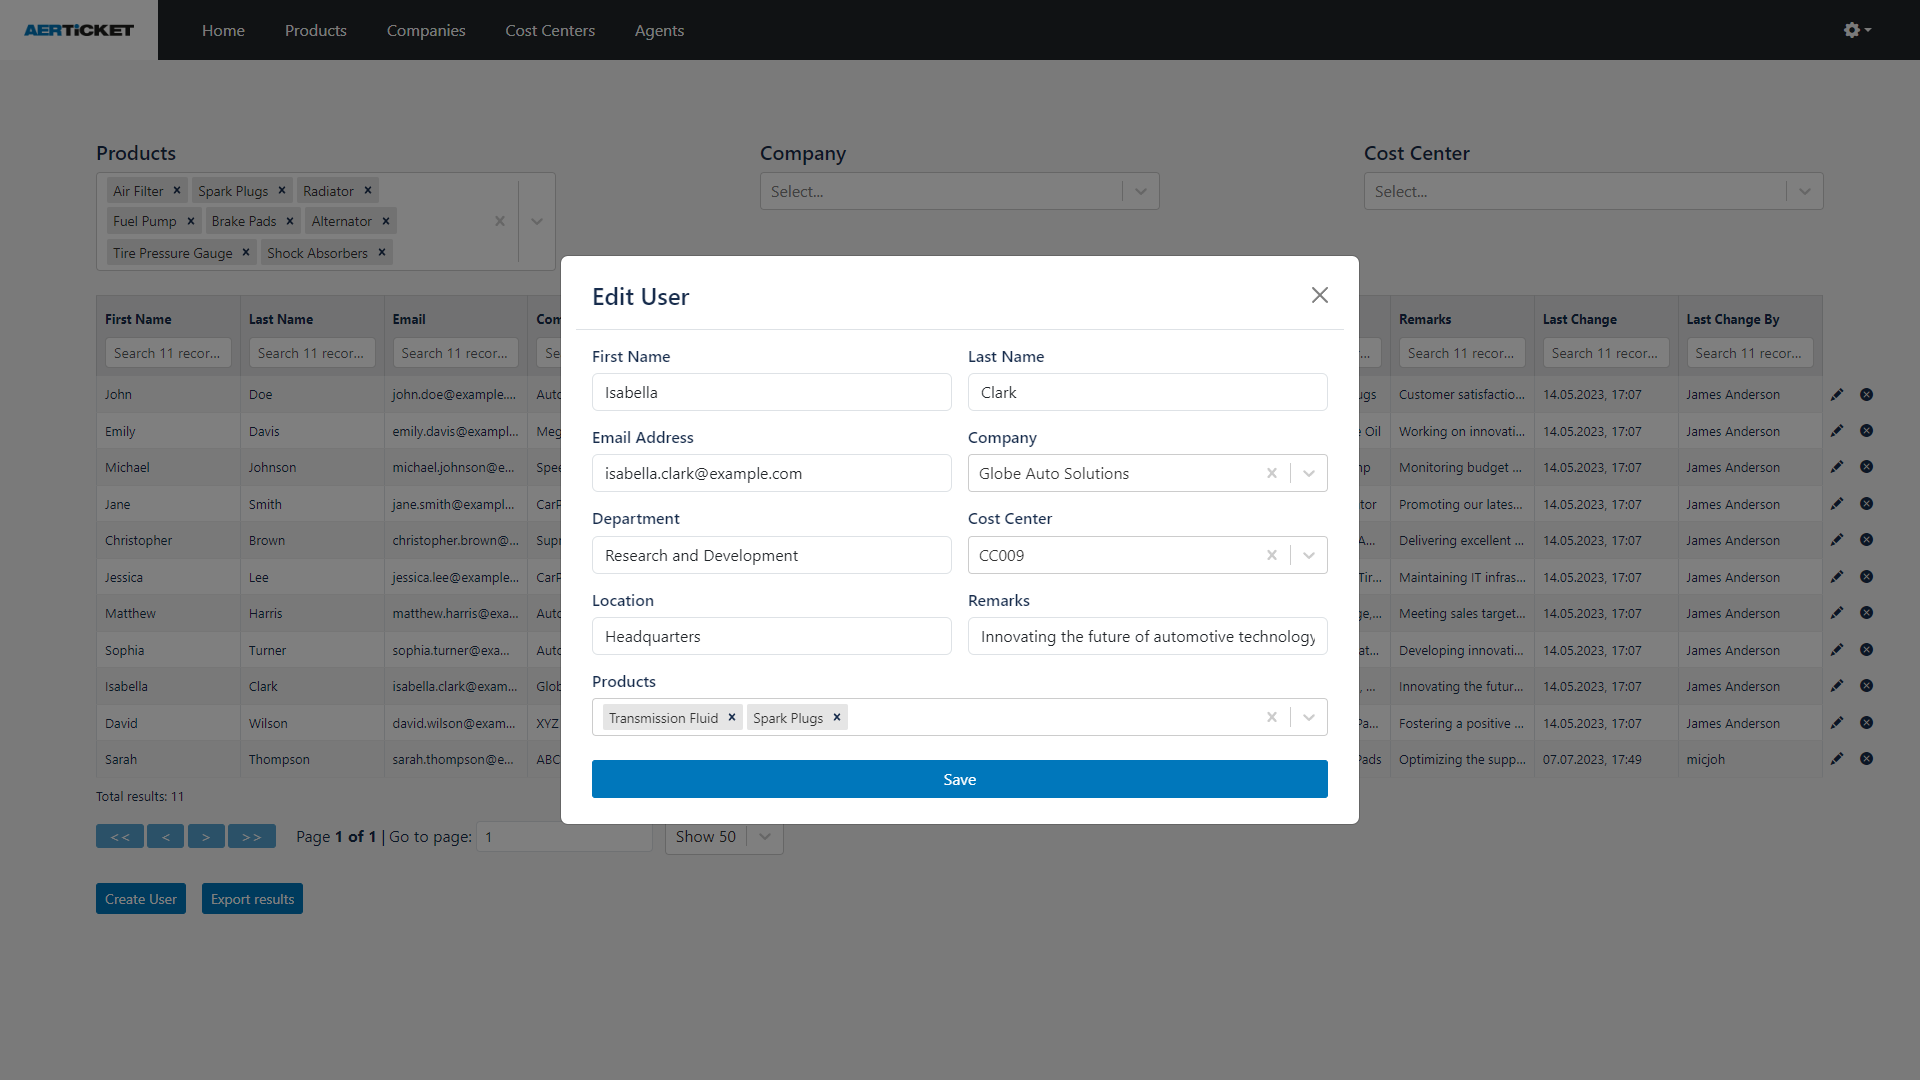 AERTiCKET Home Products Companies Cost Centers Agents
Products Company Cost Center
Air Filter × Spark Plugs × Radiator × Select... Select...
Fuel Pump × Brake Pads × Alternator ×
Tire Pressure Gauge × Shock Absorbers ×
Edit User
First Name Last Name Email Com Remarks Last Change Last Change By
Search 11 recor... Search 11 recor... Search 11 recor... Se ... Search 11 recor... Search 11 recor... Search 11 recor...
John Doe john.doe@example.... Auto ugs Customer satisfactio... 14.05.2023, 17:07 James Anderson
Emily Davis emily.davis@exampl... Meg e Oil Working on innovati... 14.05.2023, 17:07 James Anderson
Michael Johnson michael.johnson@e... Spee mp Monitoring budget ... 14.05.2023, 17:07 James Anderson
Jane Smith jane.smith@exampl... CarP tor Promoting our lates... 14.05.2023, 17:07 James Anderson
Christopher Brown christopher.brown@... Supr A... Delivering excellent ... 14.05.2023, 17:07 James Anderson
Jessica Lee jessica.lee@example... CarP Tir... Maintaining IT infras... 14.05.2023, 17:07 James Anderson
Matthew Harris matthew.harris@exa... Auto ge,... Meeting sales target... 14.05.2023, 17:07 James Anderson
Sophia Turner sophia.turner@exa... Auto at... Developing innovati... 14.05.2023, 17:07 James Anderson
Isabella Clark isabella.clark@exam... Glob , ... Innovating the futur... 14.05.2023, 17:07 James Anderson
David Wilson david.wilson@exam... XYZ Pa... Fostering a positive ... 14.05.2023, 17:07 James Anderson
Sarah Thompson sarah.thompson@e... ABC Pads Optimizing the supp... 07.07.2023, 17:49 micjoh
First Name Last Name
Isabella Clark
Email Address Company
isabella.clark@example.com Globe Auto Solutions
Department Cost Center
Research and Development CC009
Location Remarks
Headquarters Innovating the future of automotive technology
Products
Transmission Fluid × Spark Plugs ×
Save
Total results: 11
<< < > >> Page 1 of 1 | Go to page: 1 Show 50
Create User Export results